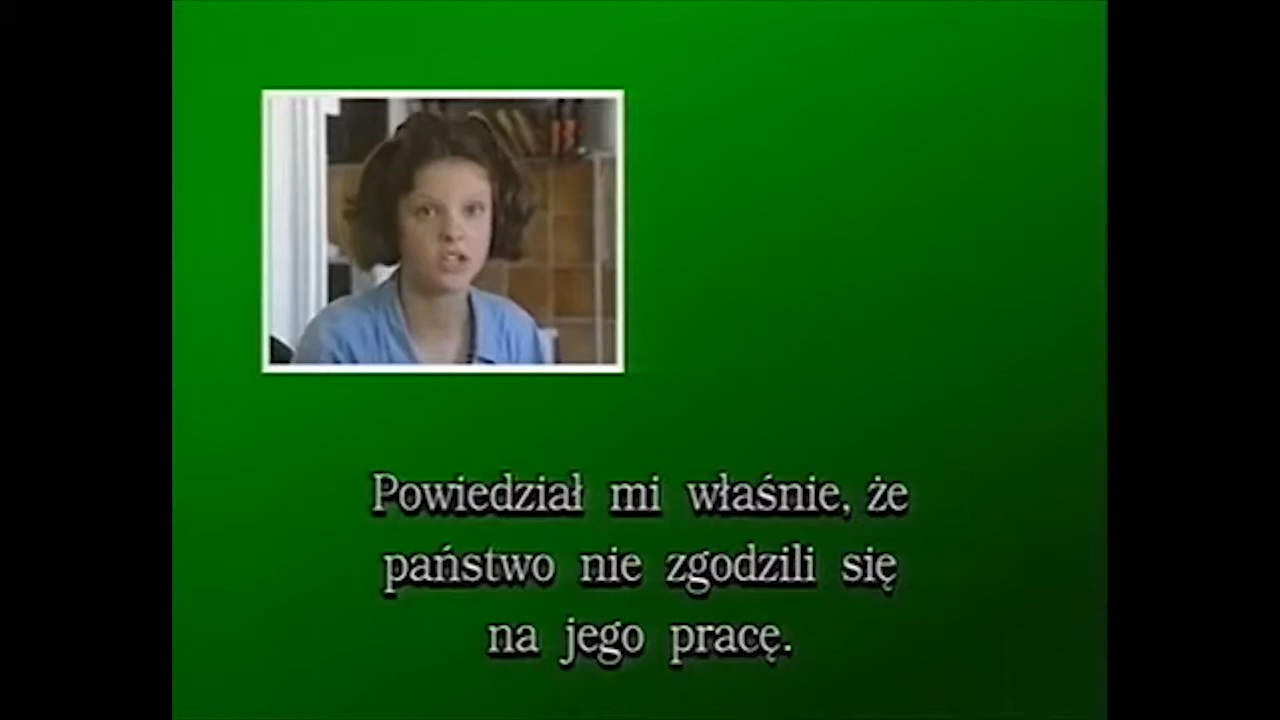 Powiedział mi właśnie, że
państwo nie zgodzili się
na jego pracę.